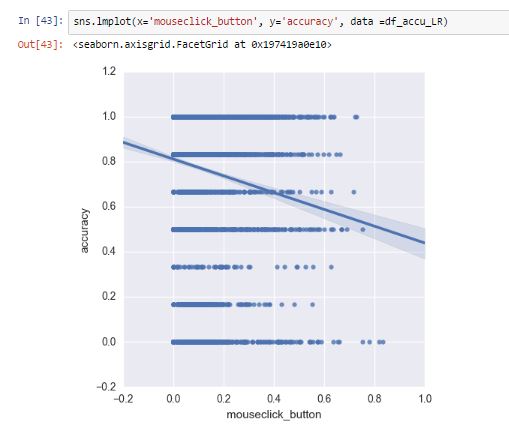 In [43]: sns.lmplot(x='mouseclick_button', y='accuracy', data =df_accu_LR)
Out[43]: <seaborn.axisgrid.FacetGrid at 0x197419a0e10>
1.2
1.0
0.8
0.6
0.4
0.2
0.0
−0.2
accuracy
−0.2 0.0 0.2 0.4 0.6 0.8 1.0
mouseclick_button